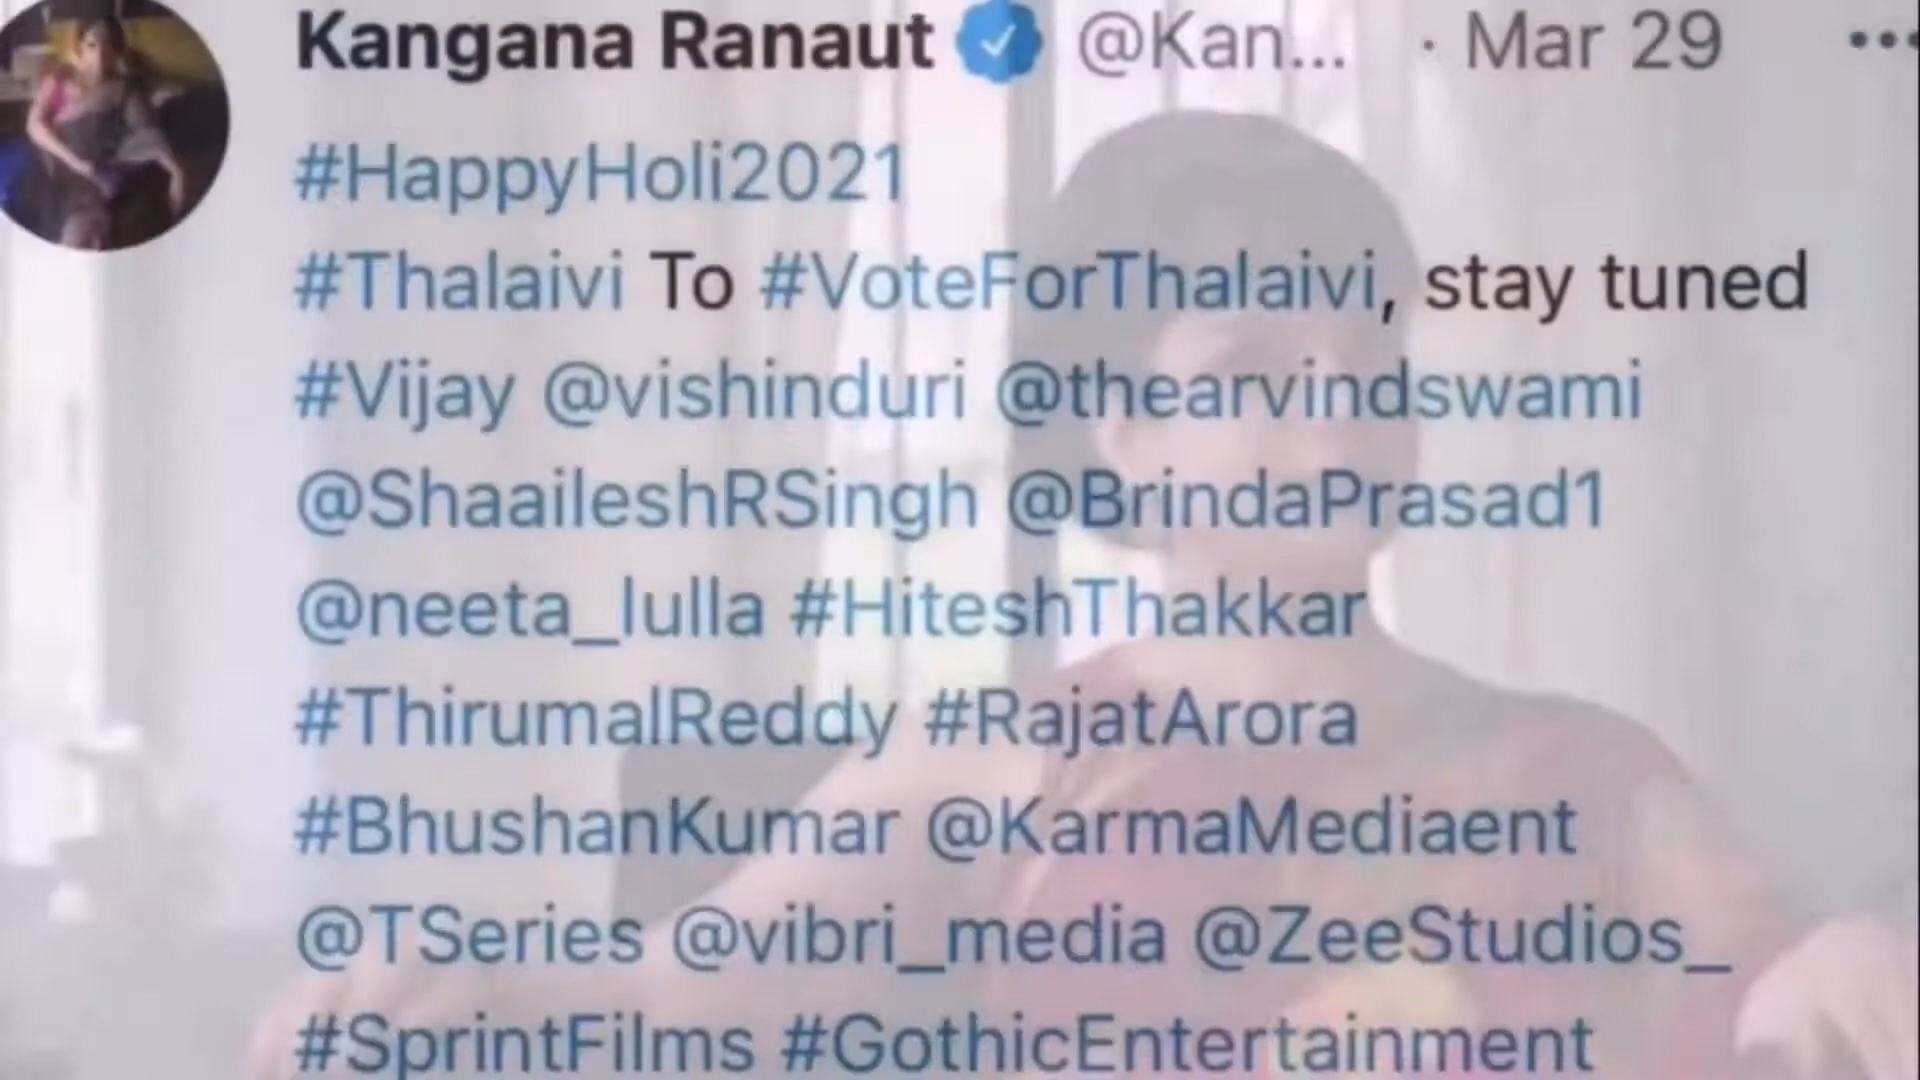 Kangana Ranaut @Kan... · Mar 29
#HappyHoli2021
#Thalaivi To #VoteForThalaivi, stay tuned
#Vijay @vishinduri @thearvindswami
@ShaaileshRSingh @BrindaPrasad1
@neeta_lulla #HiteshThakkar
#ThirumalReddy #RajatArora
#BhushanKumar @KarmaMediaent
@TSeries @vibri_media @ZeeStudios_
#SprintFilms #GothicEntertainment